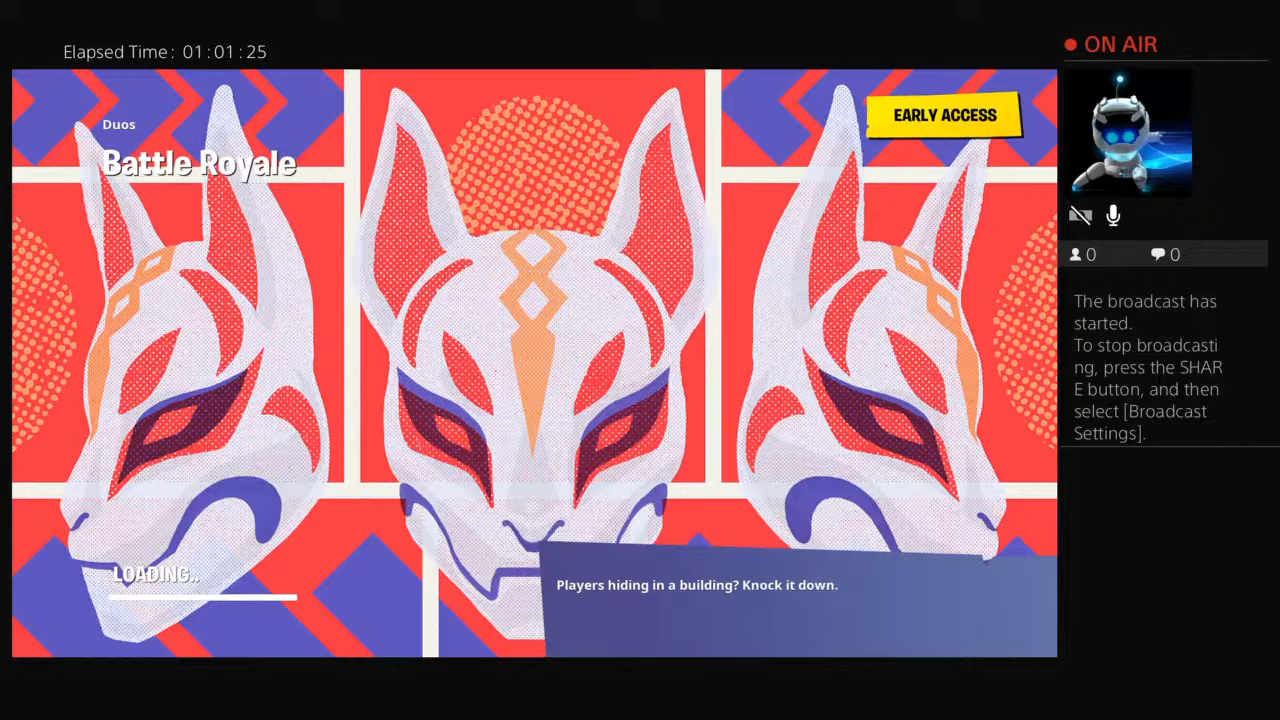 Elapsed Time: 01:01:25
ON AIR
Duos
Battle Royale
EARLY ACCESS
0 0
The broadcast has
started.
To stop broadcasti
ng, press the SHAR
E button, and then
select [Broadcast
Settings].
LOADING..
Players hiding in a building? Knock it down.